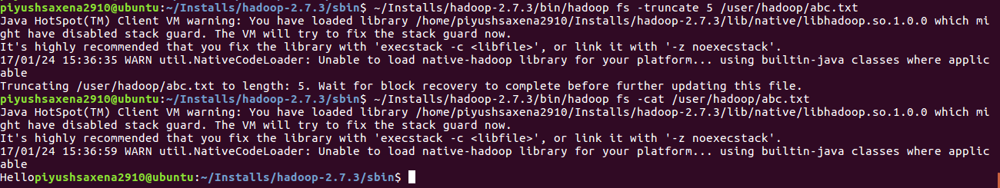 piyushsaxena2910@ubuntu:~/Installs/hadoop-2.7.3/sbin$ ~/Installs/hadoop-2.7.3/bin/hadoop fs -truncate 5 /user/hadoop/abc.txt
Java HotSpot(TM) Client VM warning: You have loaded library /home/piyushsaxena2910/Installs/hadoop-2.7.3/lib/native/libhadoop.so.1.0.0 which mi
ght have disabled stack guard. The VM will try to fix the stack guard now.
It's highly recommended that you fix the library with 'execstack -c <libfile>', or link it with '-z noexecstack'.
17/01/24 15:36:35 WARN util.NativeCodeLoader: Unable to load native-hadoop library for your platform... using builtin-java classes where applic
able
Truncating /user/hadoop/abc.txt to length: 5. Wait for block recovery to complete before further updating this file.
piyushsaxena2910@ubuntu:~/Installs/hadoop-2.7.3/sbin$ ~/Installs/hadoop-2.7.3/bin/hadoop fs -cat /user/hadoop/abc.txt
Java HotSpot(TM) Client VM warning: You have loaded library /home/piyushsaxena2910/Installs/hadoop-2.7.3/lib/native/libhadoop.so.1.0.0 which mi
ght have disabled stack guard. The VM will try to fix the stack guard now.
It's highly recommended that you fix the library with 'execstack -c <libfile>', or link it with '-z noexecstack'.
17/01/24 15:36:59 WARN util.NativeCodeLoader: Unable to load native-hadoop library for your platform... using builtin-java classes where applic
able
Hellopiyushsaxena2910@ubuntu:~/Installs/hadoop-2.7.3/sbin$